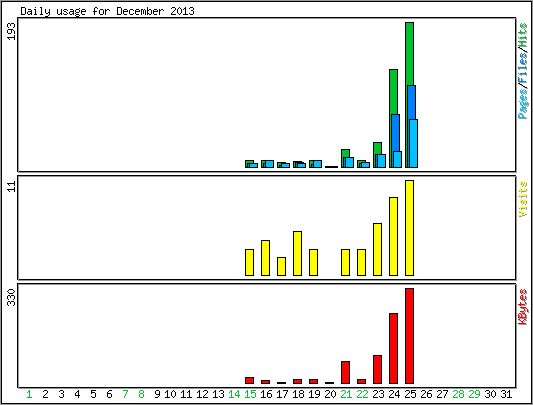 Daily usage for December 2013
193
Pages/Files/Hits
11
Visits
330
KBytes
1 2 3 4 5 6 7 8 9 10 11 12 13 14 15 16 17 18 19 20 21 22 23 24 25 26 27 28 29 30 31